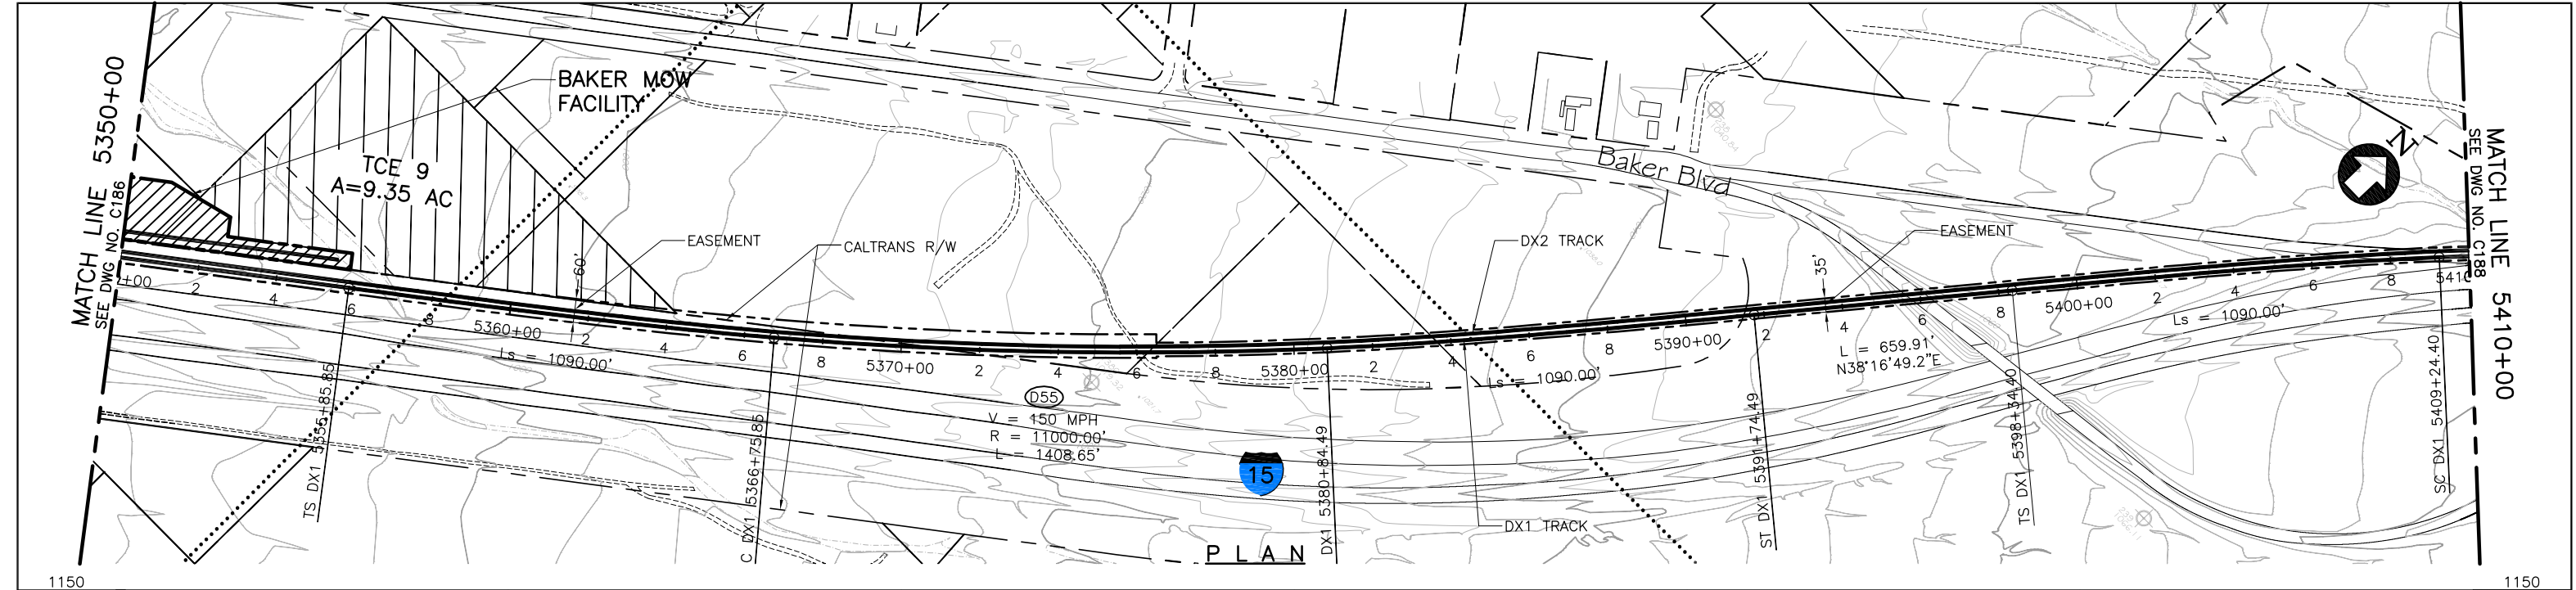 MATCH LINE 5350+00
SEE DWG NO. C186
BAKER MOW
FACILITY
TCE 9
A=9.35 AC
EASEMENT
60'
CALTRANS R/W
DX2 TRACK
Baker Blvd
35'
EASEMENT
N
MATCH LINE 5410+00
SEE DWG NO. C188
+00
2
4
6
8
5360+00
2
4
6
8
5370+00
2
4
6
8
5380+00
2
4
6
8
5390+00
2
4
6
8
5400+00
2
4
6
8
5410
Ls = 1090.00'
Ls = 1090.00'
L = 659.91'
N38°16'49.2"E
Ls = 1090.00'
D55
V = 150 MPH
R = 11000.00'
L = 1408.65'
15
TS DX1 5355+85.85
C DX1 5366+75.85
DX1 5380+84.49
ST DX1 5391+74.49
TS DX1 5398+34.40
SC DX1 5409+24.40
DX1 TRACK
PLAN
1150
1150